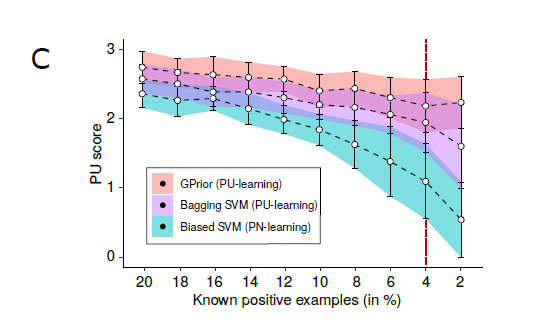 C
3
2
1
0
PU score
GPrior (PU-learning)
Bagging SVM (PU-learning)
Biased SVM (PN-learning)
20 18 16 14 12 10 8 6 4 2
Known positive examples (in %)